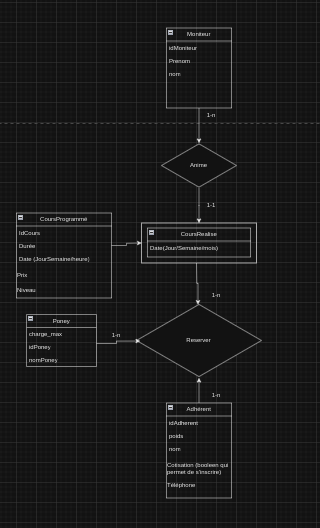 Moniteur
idMoniteur
Prenom
nom
1-n
Anime
1-1
CoursProgrammé
IdCours
Durée
Date (JourSemaine/heure)
Prix
Niveau
CoursRealise
Date(Jour/Semaine/mois)
1-n
Poney
charge_max
idPoney
nomPoney
1-n
Reserver
1-n
Adhérent
idAdherent
poids
nom
Cotisation (booleen qui
permet de s'inscrire)
Téléphone